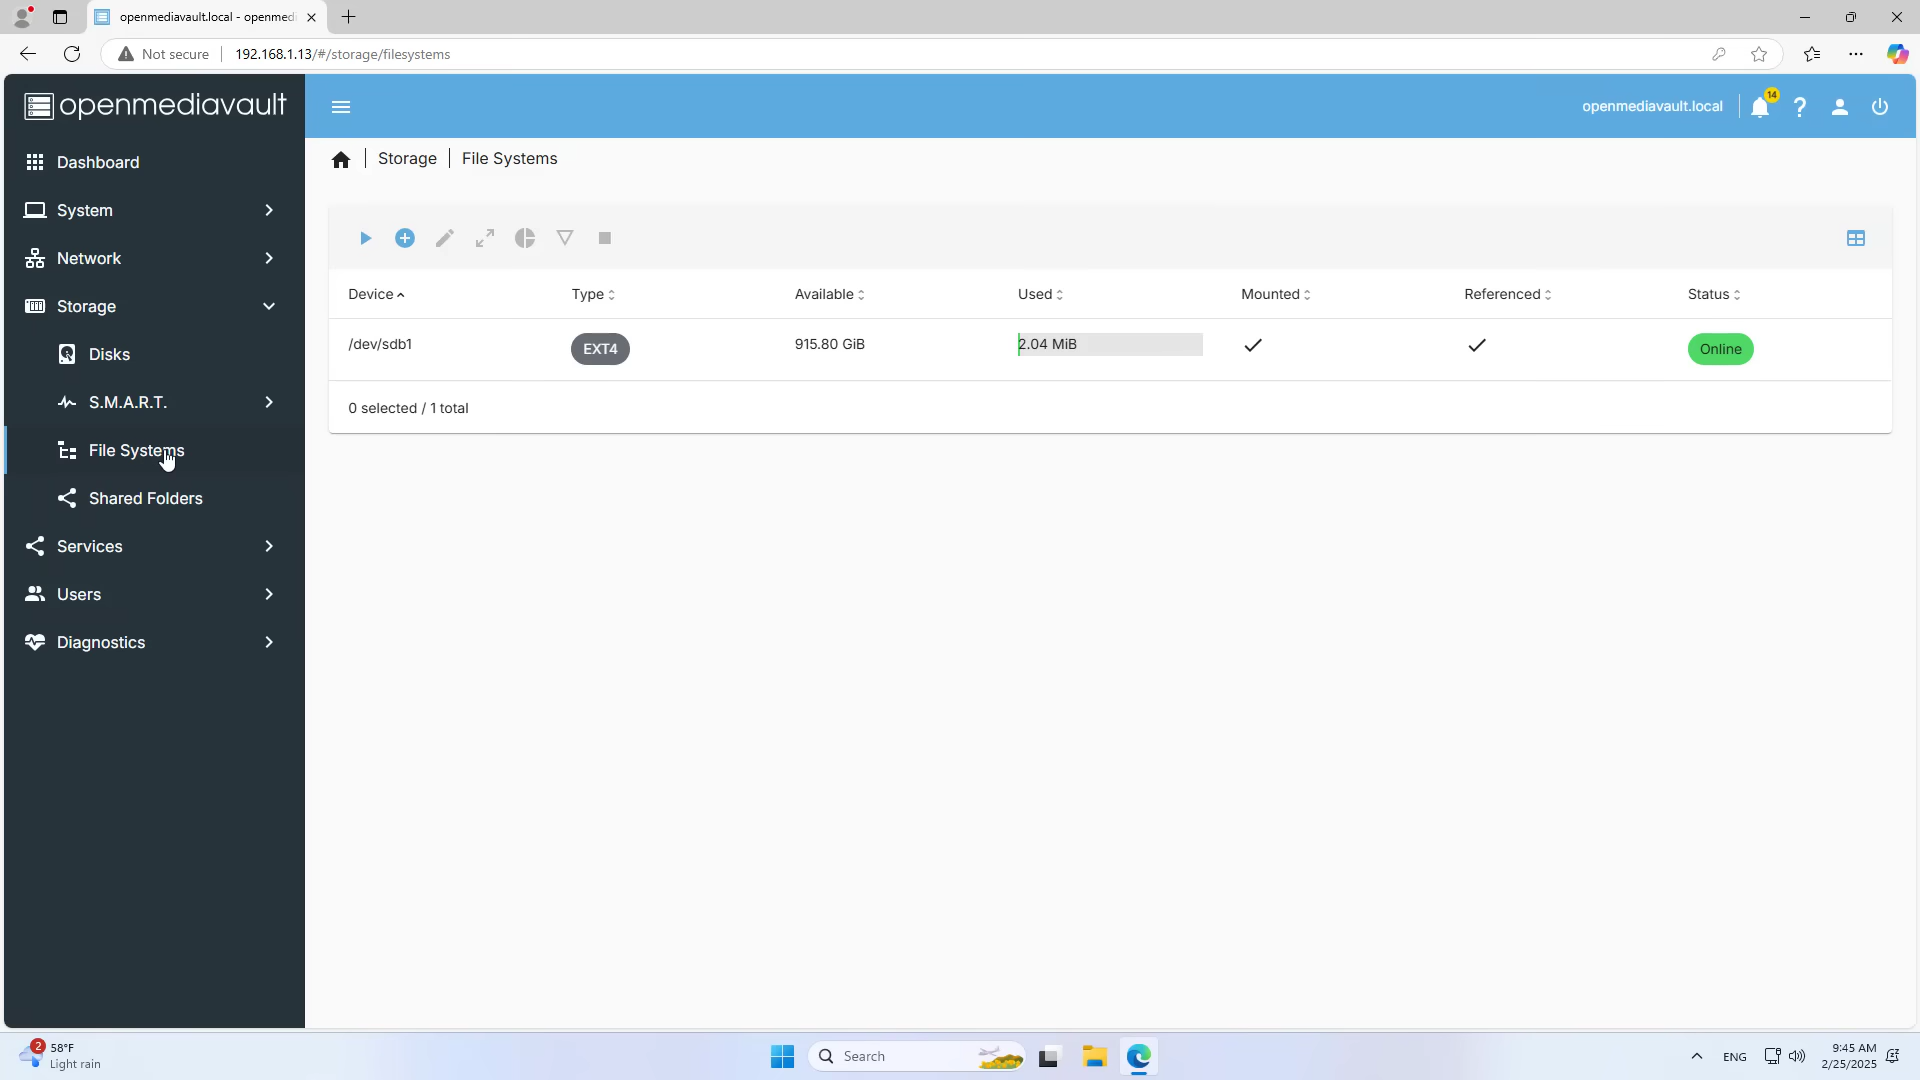 openmediavault.local - openmed
Not secure
192.168.1.13/#/storage/filesystems
openmediavault
openmediavault.local
14
Dashboard
System
Network
Storage
Disks
S.M.A.R.T.
File Systems
Shared Folders
Services
Users
Diagnostics
Storage | File Systems
Device Type Available Used Mounted Referenced Status
/dev/sdb1 EXT4 915.80 GiB 2.04 MiB Online
0 selected / 1 total
2
58°F
Light rain
Search
ENG
9:45 AM
2/25/2025